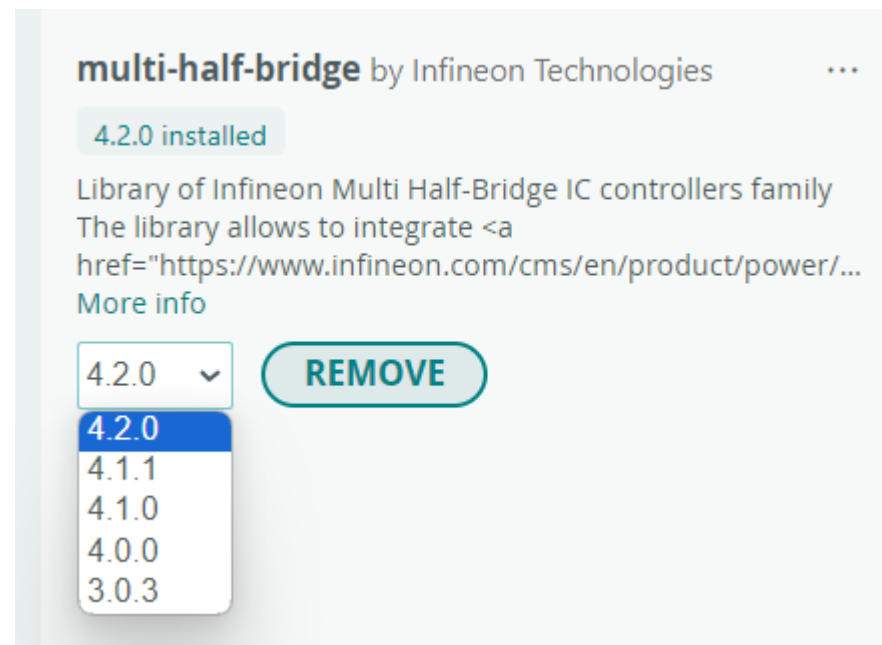 multi-half-bridge by Infineon Technologies ...
4.2.0 installed
Library of Infineon Multi Half-Bridge IC controllers family
The library allows to integrate <a
href="https://www.infineon.com/cms/en/product/power/...
More info
4.2.0 REMOVE
4.2.0
4.1.1
4.1.0
4.0.0
3.0.3